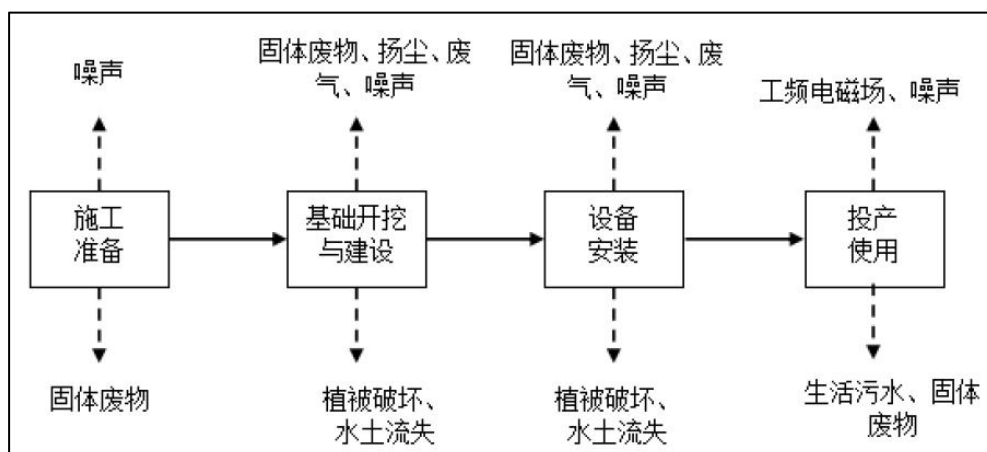 噪声
固体废物、扬尘、废
气、噪声
固体废物、扬尘、废
气、噪声
工频电磁场、噪声
施工
准备
基础开挖
与建设
设备
安装
投产
使用
固体废物
植被破坏、
水土流失
植被破坏、
水土流失
生活污水、固体
废物